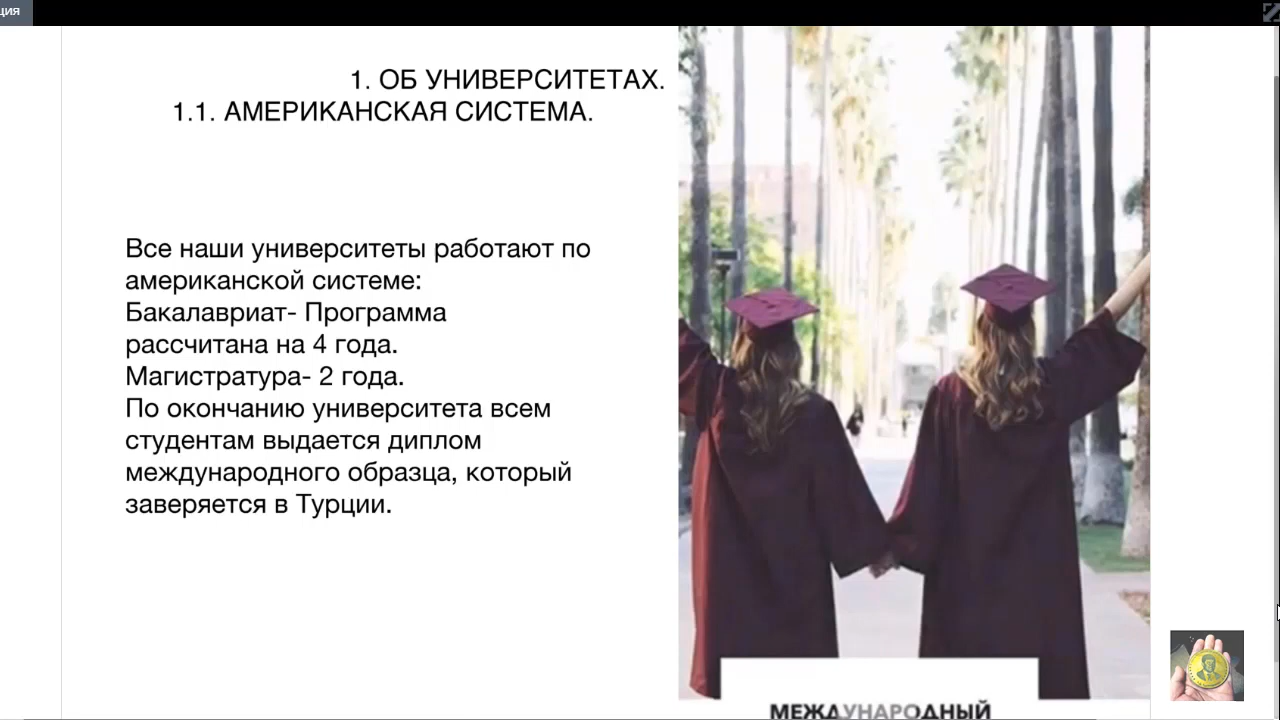 ция
1. ОБ УНИВЕРСИТЕТАХ.
1.1. АМЕРИКАНСКАЯ СИСТЕМА.
Все наши университеты работают по
американской системе:
Бакалавриат- Программа
рассчитана на 4 года.
Магистратура- 2 года.
По окончанию университета всем
студентам выдается диплом
международного образца, который
заверяется в Турции.
МЕЖДУНАРОДНЫЙ